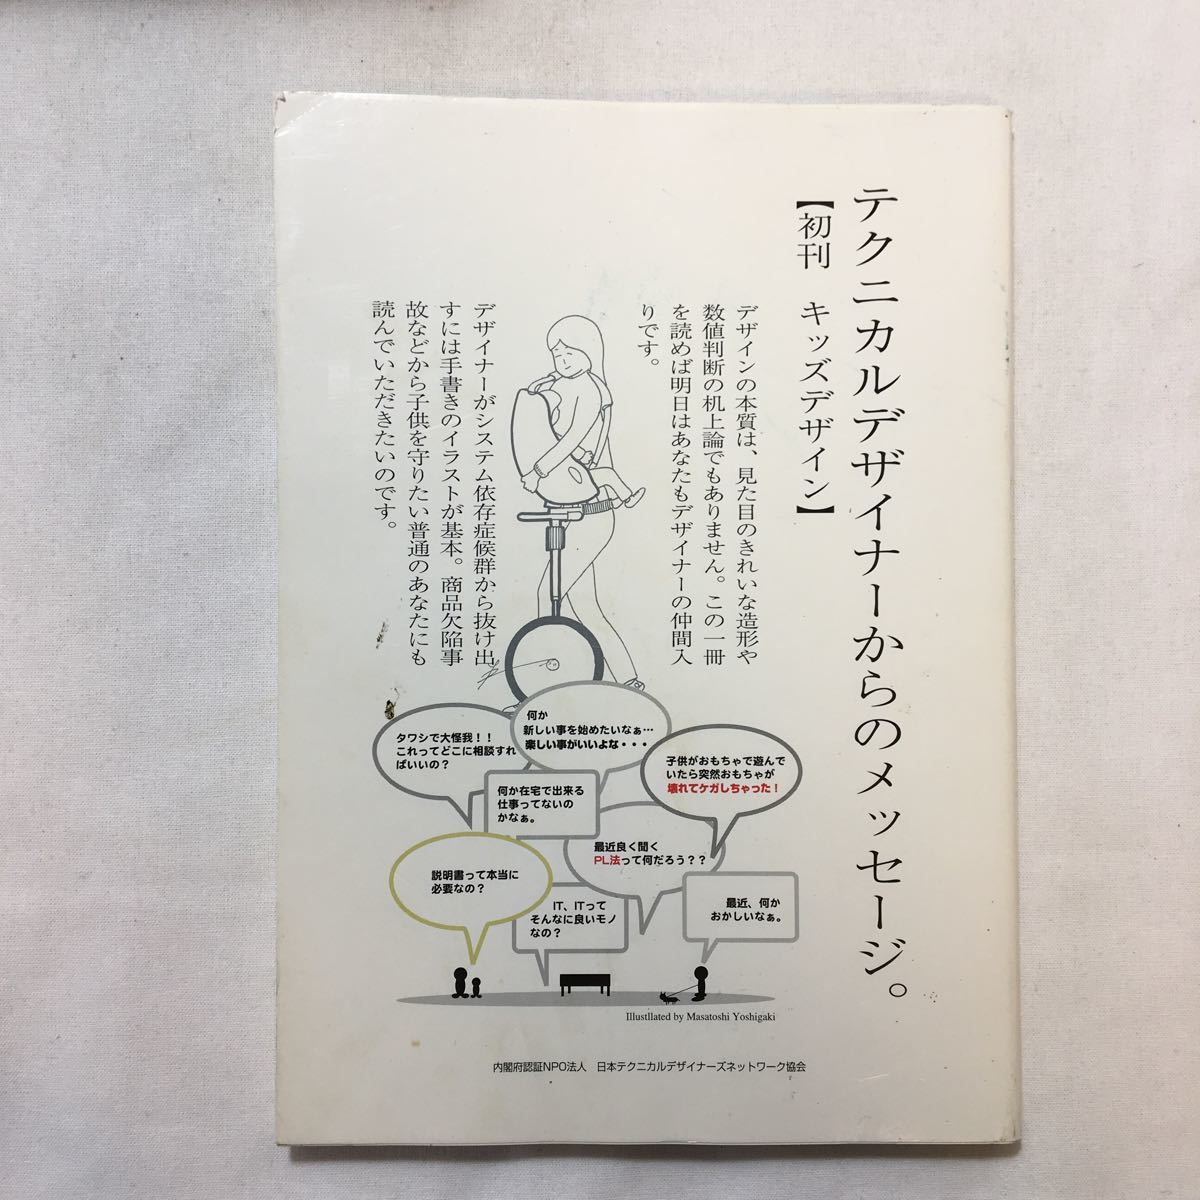 テクニカルデザイナーからのメッセージ。
【初刊　キッズデザイン】
デザインの本質は、見た目のきれいな造形や
数値判断の机上論でもありません。この一冊
を読めば明日はあなたもデザイナーの仲間入
りです。
デザイナーがシステム依存症候群から抜け出
すには手書きのイラストが基本。商品欠陥事
故などから子供を守りたい普通のあなたにも
読んでいただきたいのです。
タワシで大怪我！！
これってどこに相談すれ
ばいいの？
何か
新しい事を始めたいなぁ…
楽しい事がいいよな・・・
子供がおもちゃで遊んで
いたら突然おもちゃが
壊れてケガしちゃった！
何か在宅で出来る
仕事ってないの
かなぁ。
最近良く聞く
PL法って何だろう？？
説明書って本当に
必要なの？
IT、ITって
そんなに良いモノ
なの？
最近、何か
おかしいなぁ。
Illustllated by Masatoshi Yoshigaki
内閣府認証NPO法人　日本テクニカルデザイナーズネットワーク協会